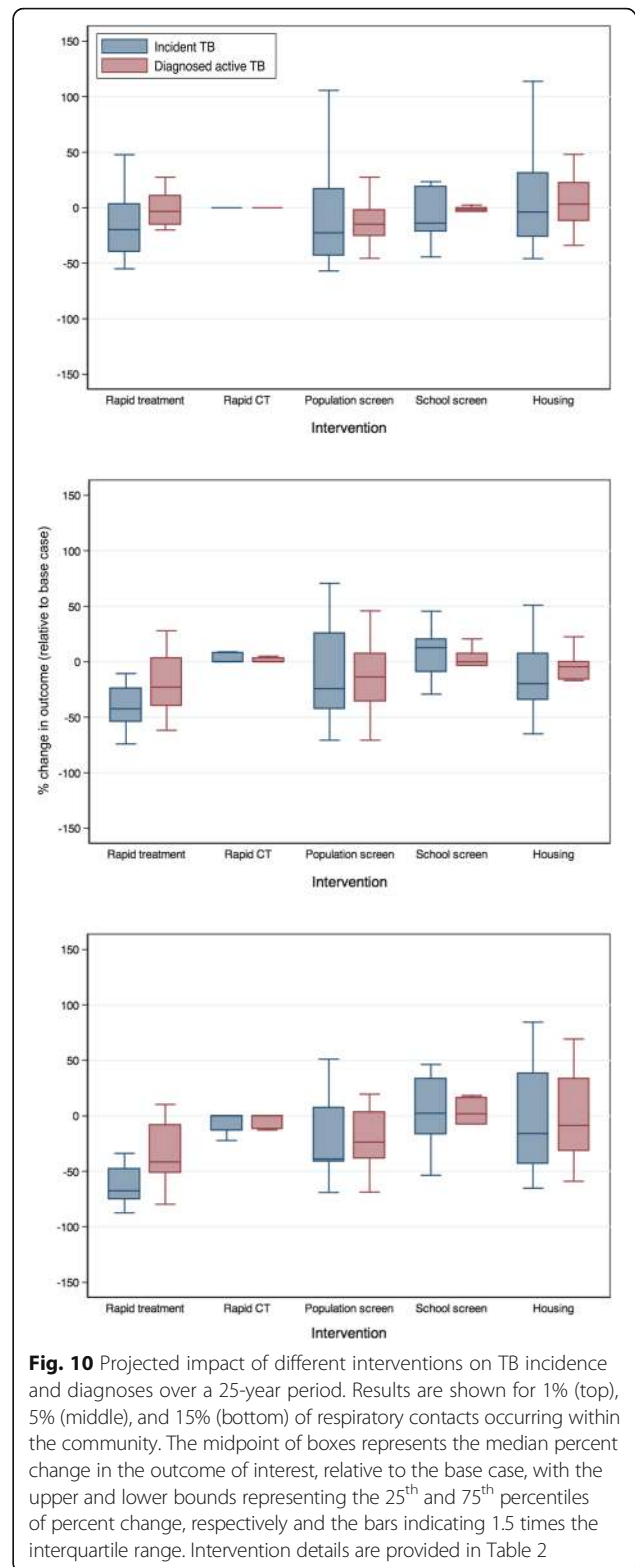 150
100
50
0
-50
-100
-150
Incident TB
Diagnosed active TB
Rapid treatment Rapid CT Population screen School screen Housing
Intervention
% change in outcome (relative to base case)
150
100
50
0
-50
-100
-150
Rapid treatment Rapid CT Population screen School screen Housing
Intervention
150
100
50
0
-50
-100
-150
Rapid treatment Rapid CT Population screen School screen Housing
Intervention
Fig. 10 Projected impact of different interventions on TB incidence
and diagnoses over a 25-year period. Results are shown for 1% (top),
5% (middle), and 15% (bottom) of respiratory contacts occurring within
the community. The midpoint of boxes represents the median percent
change in the outcome of interest, relative to the base case, with the
upper and lower bounds representing the 25th and 75th percentiles
of percent change, respectively and the bars indicating 1.5 times the
interquartile range. Intervention details are provided in Table 2